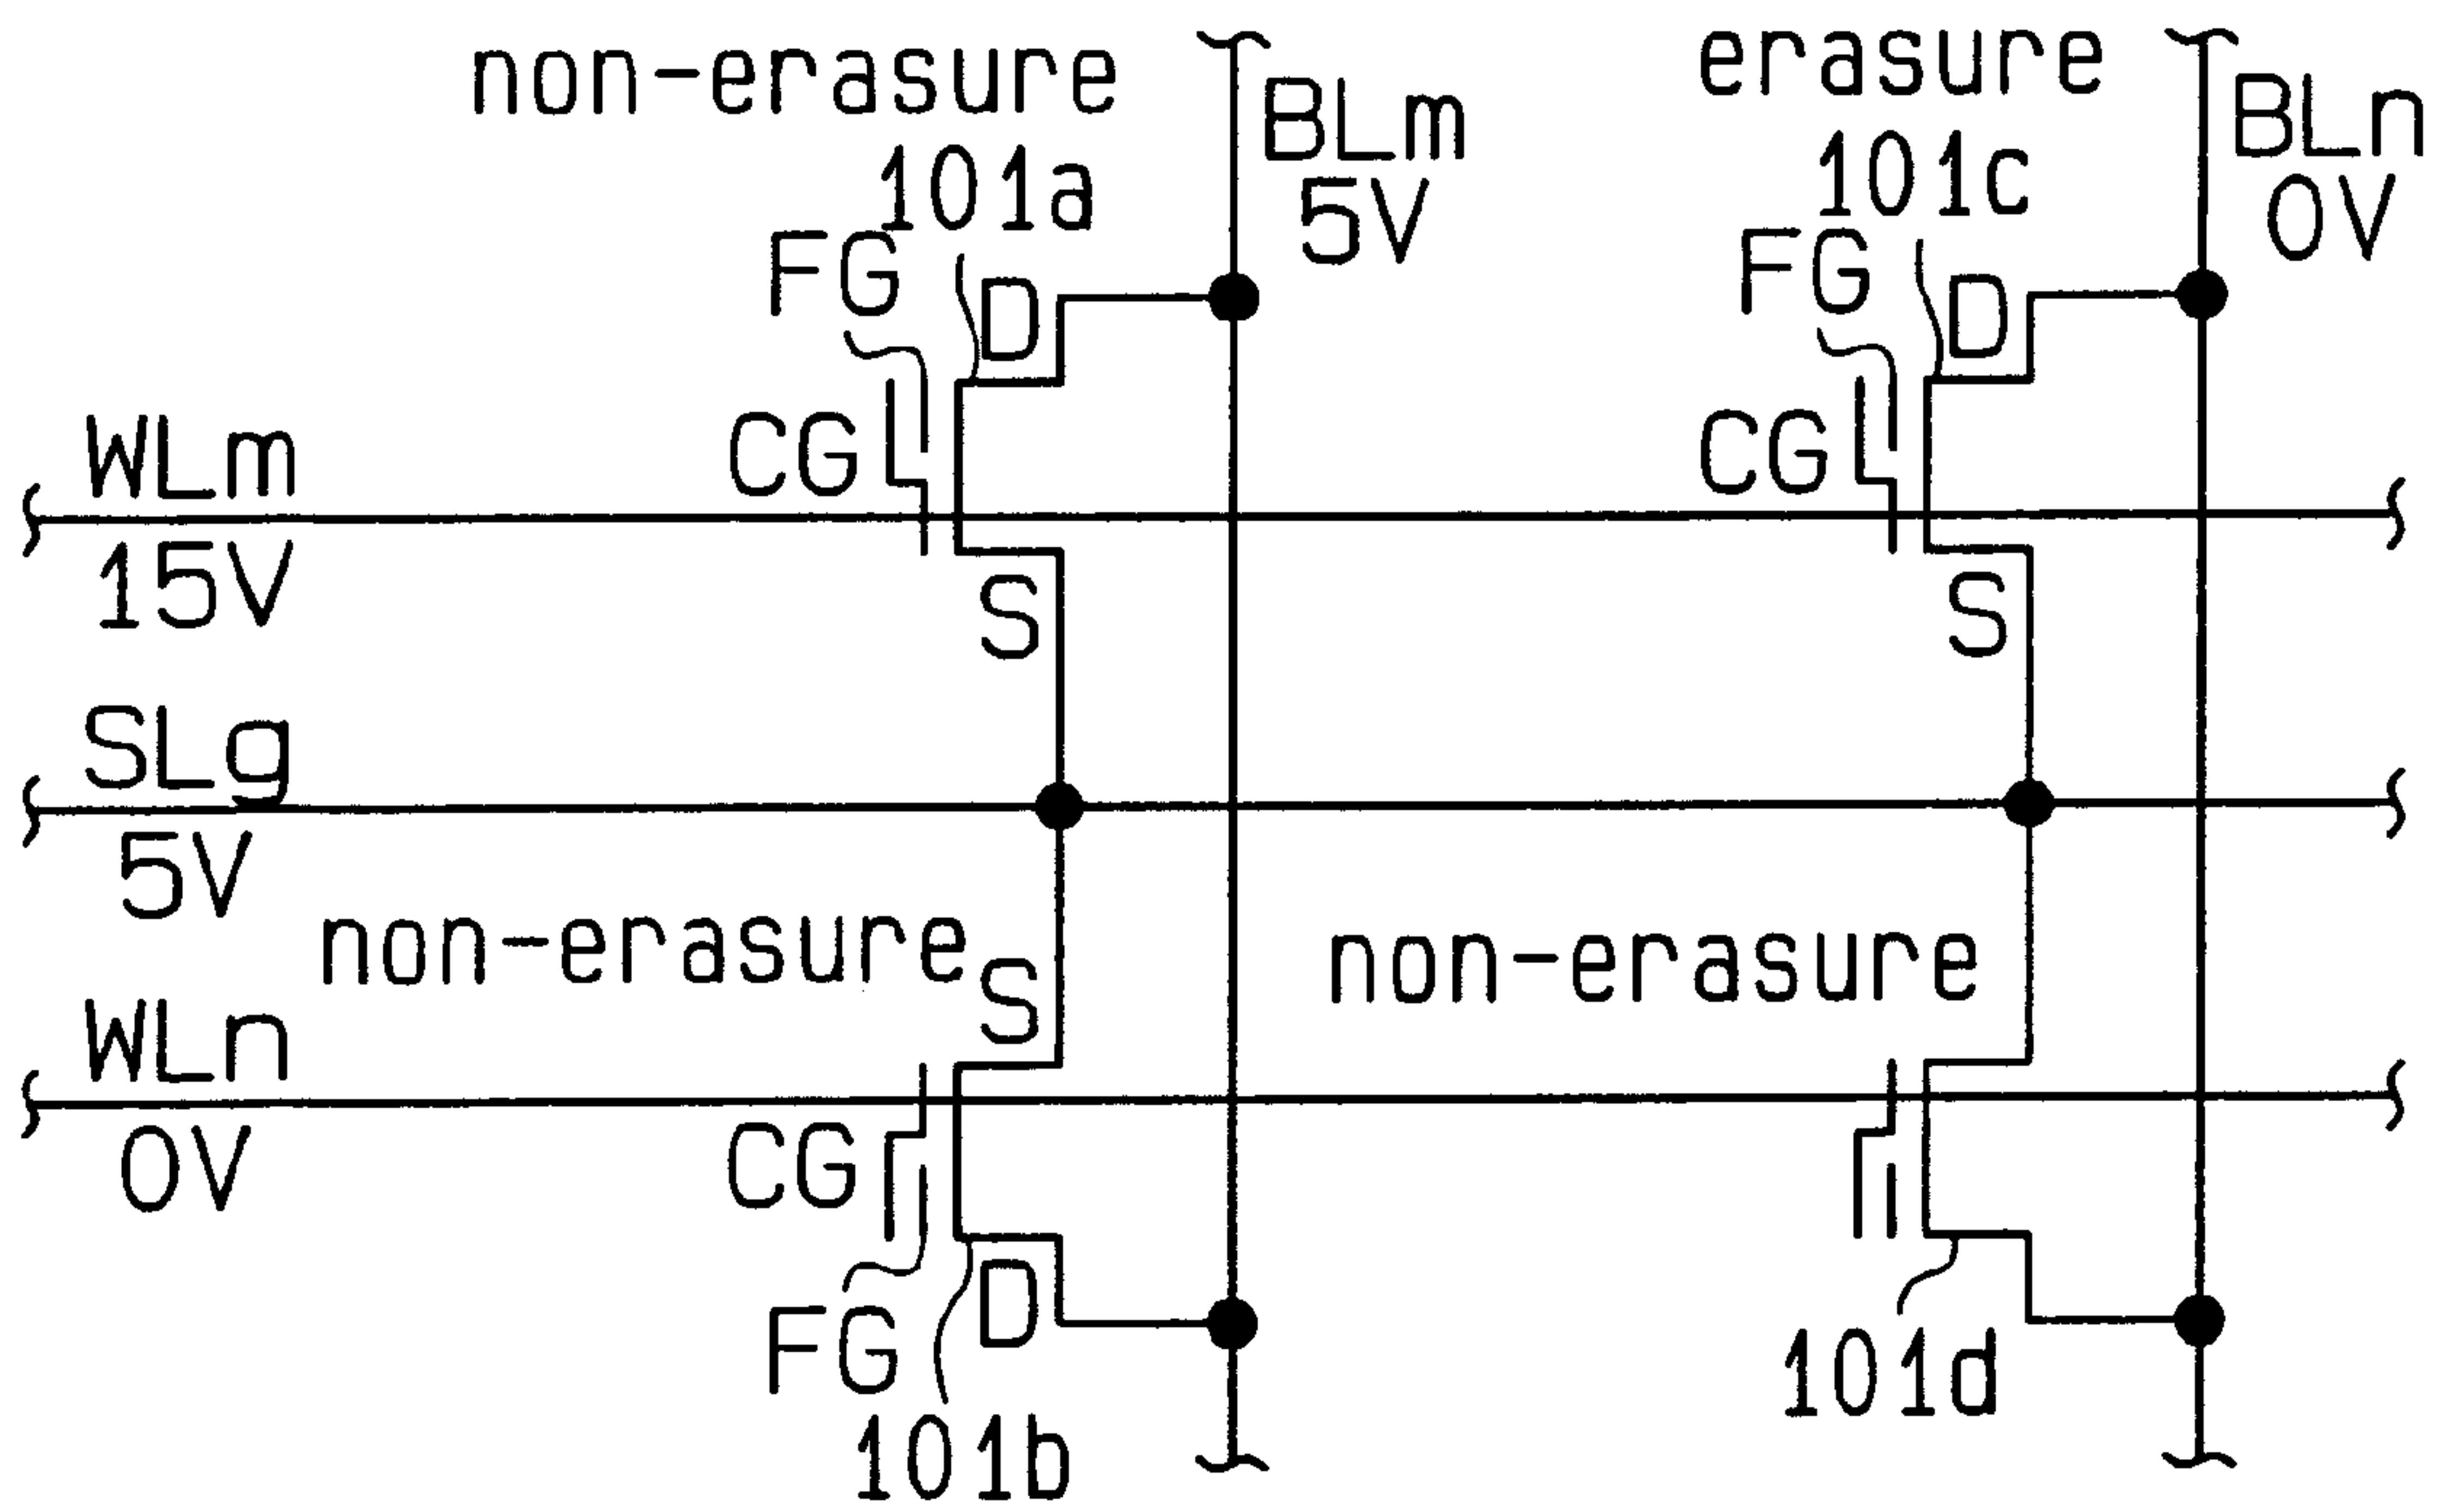 non-erasure
erasure
BLm
5V
BLn
0V
101a
101c
FG
D
FG
D
CG
CG
WLm
15V
S
S
SLg
5V
non-erasure
non-erasure
S
WLn
0V
CG
FG
D
101b
101d